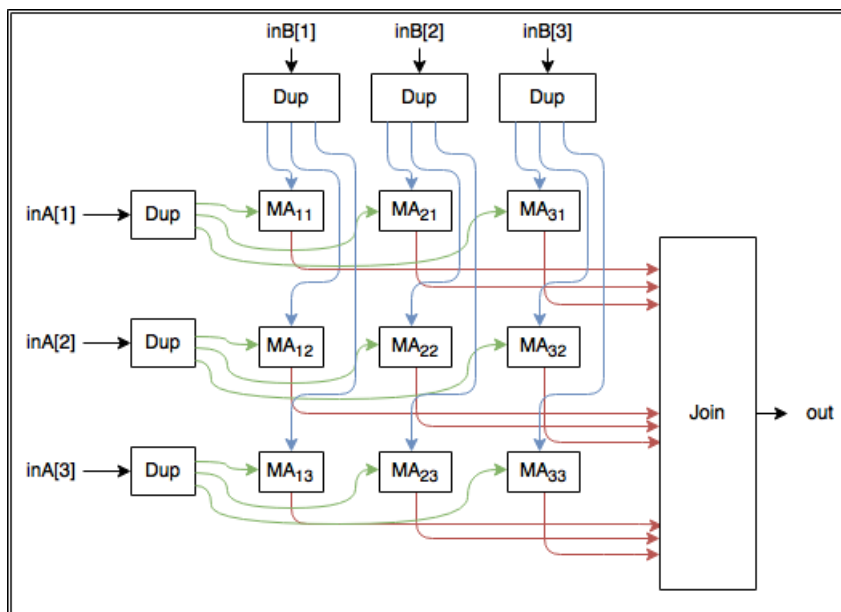 inB[1] inB[2] inB[3]
Dup Dup Dup
inA[1] Dup MA11 MA21 MA31
inA[2] Dup MA12 MA22 MA32
Join out
inA[3] Dup MA13 MA23 MA33